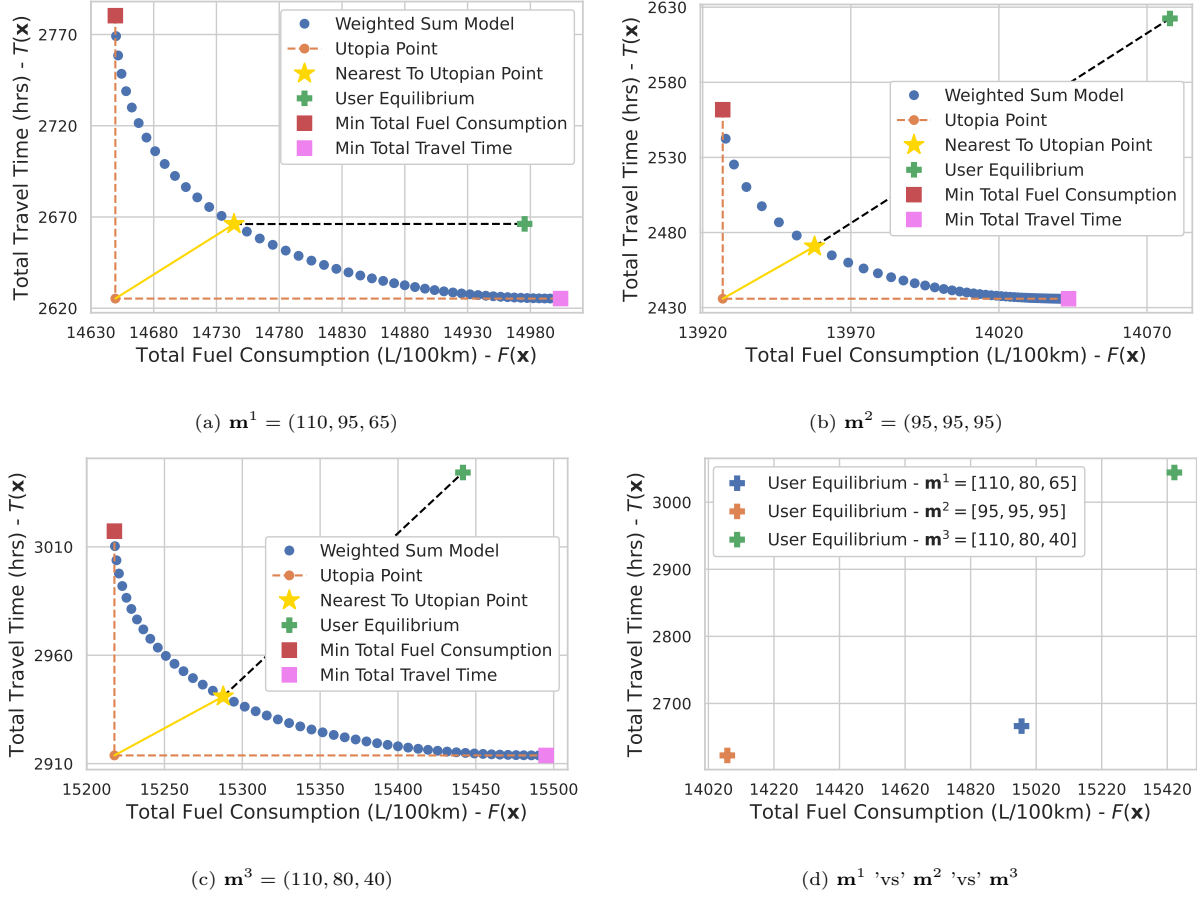 Total Travel Time (hrs) - T(x)
2770
2720
2670
2620
Weighted Sum Model
Utopia Point
Nearest To Utopian Point
User Equilibrium
Min Total Fuel Consumption
Min Total Travel Time
14630 14680 14730 14780 14830 14880 14930 14980
Total Fuel Consumption (L/100km) - F(x)
(a) m¹ = (110, 95, 65)
Total Travel Time (hrs) - T(x)
2630
2580
2530
2480
2430
Weighted Sum Model
Utopia Point
Nearest To Utopian Point
User Equilibrium
Min Total Fuel Consumption
Min Total Travel Time
13920 13970 14020 14070
Total Fuel Consumption (L/100km) - F(x)
(b) m² = (95, 95, 95)
Total Travel Time (hrs) - T(x)
3010
2960
2910
Weighted Sum Model
Utopia Point
Nearest To Utopian Point
User Equilibrium
Min Total Fuel Consumption
Min Total Travel Time
15200 15250 15300 15350 15400 15450 15500
Total Fuel Consumption (L/100km) - F(x)
(c) m³ = (110, 80, 40)
Total Travel Time (hrs) - T(x)
3000
2900
2800
2700
User Equilibrium - m¹ = [110, 80, 65]
User Equilibrium - m² = [95, 95, 95]
User Equilibrium - m³ = [110, 80, 40]
14020 14220 14420 14620 14820 15020 15220 15420
Total Fuel Consumption (L/100km) - F(x)
(d) m¹ ’vs’ m² ’vs’ m³